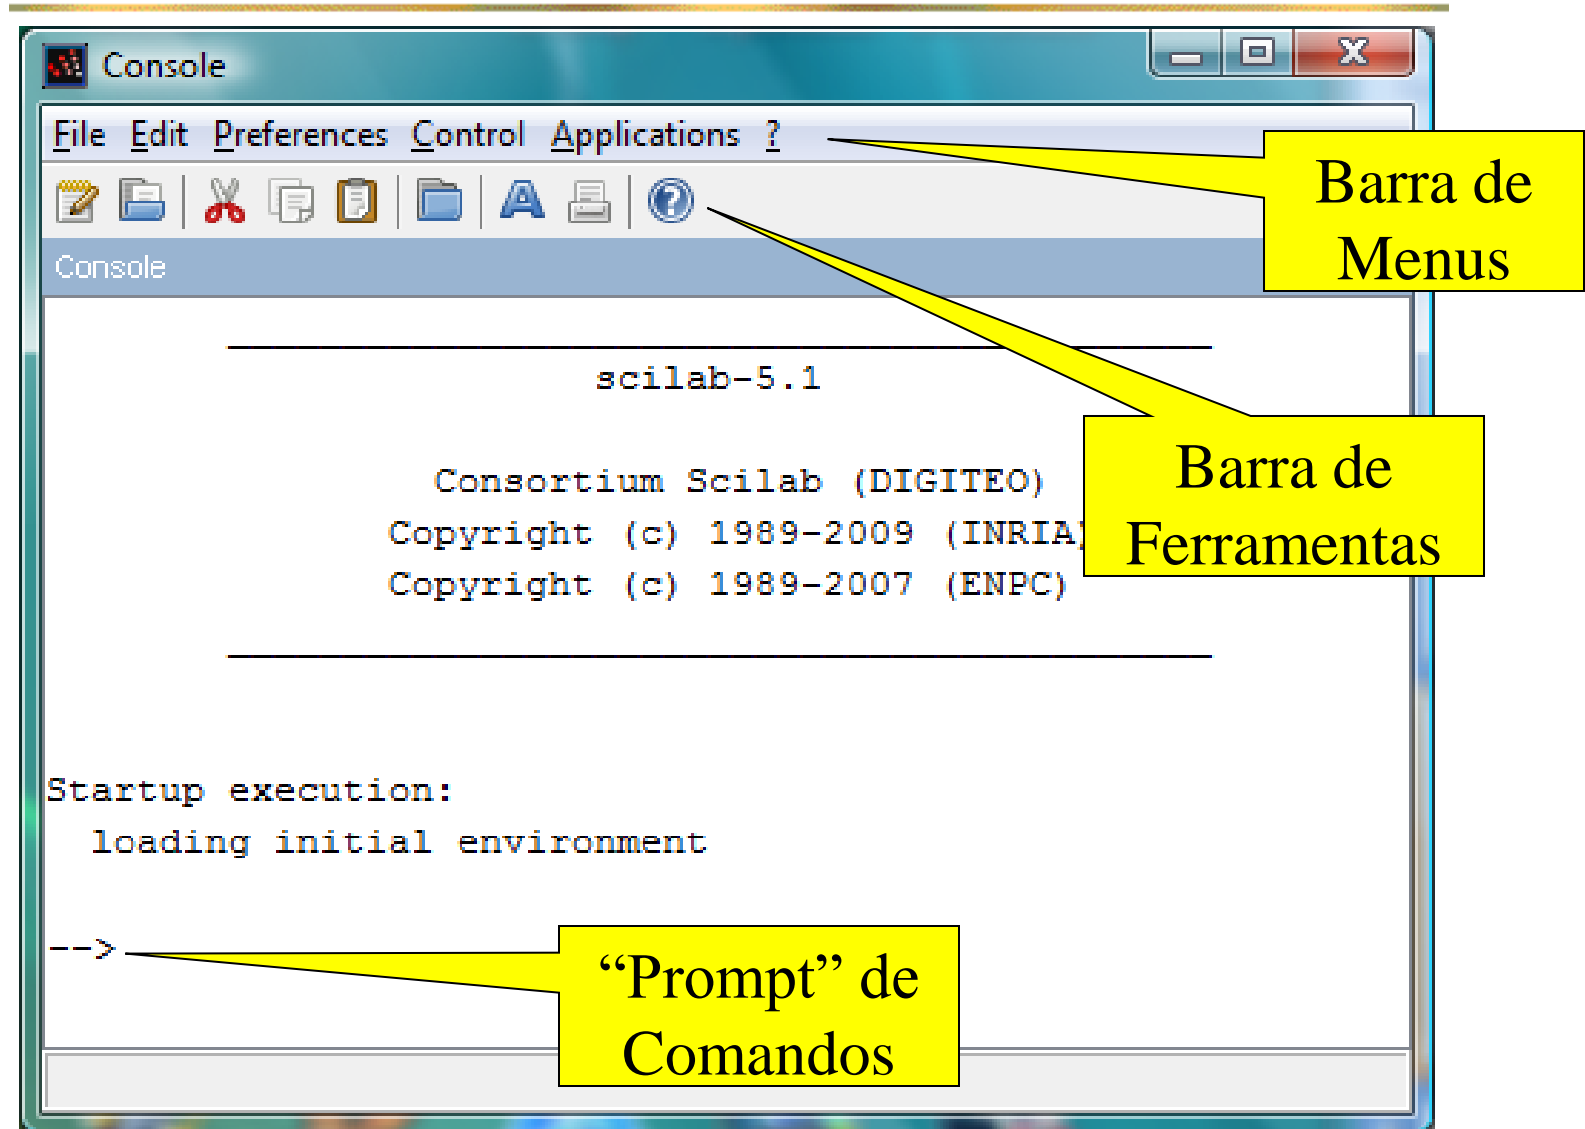 Console
File Edit Preferences Control Applications ?
Barra de
Menus
Console
scilab-5.1
Consortium Scilab (DIGITEO)
Copyright (c) 1989-2009 (INRIA)
Copyright (c) 1989-2007 (ENPC)
Barra de
Ferramentas
Startup execution:
loading initial environment
-->
“Prompt” de
Comandos